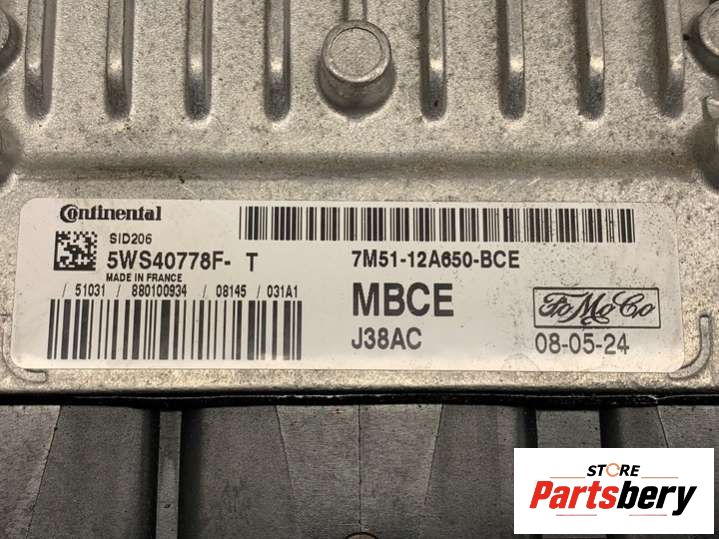 Continental
SID206
5WS40778F- T
MADE IN FRANCE
/ 51031 / 880100934 / 08145 / 031A1
7M51-12A650-BCE
MBCE
J38AC
FoMoCo
08-05-24
STORE
Partsbery